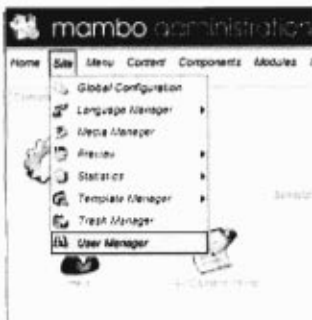 mambo administration
Home Site Menu Content Components Modules
Global Configuration
Language Manager
Media Manager
Preview
Statistics
Template Manager
Trash Manager
User Manager